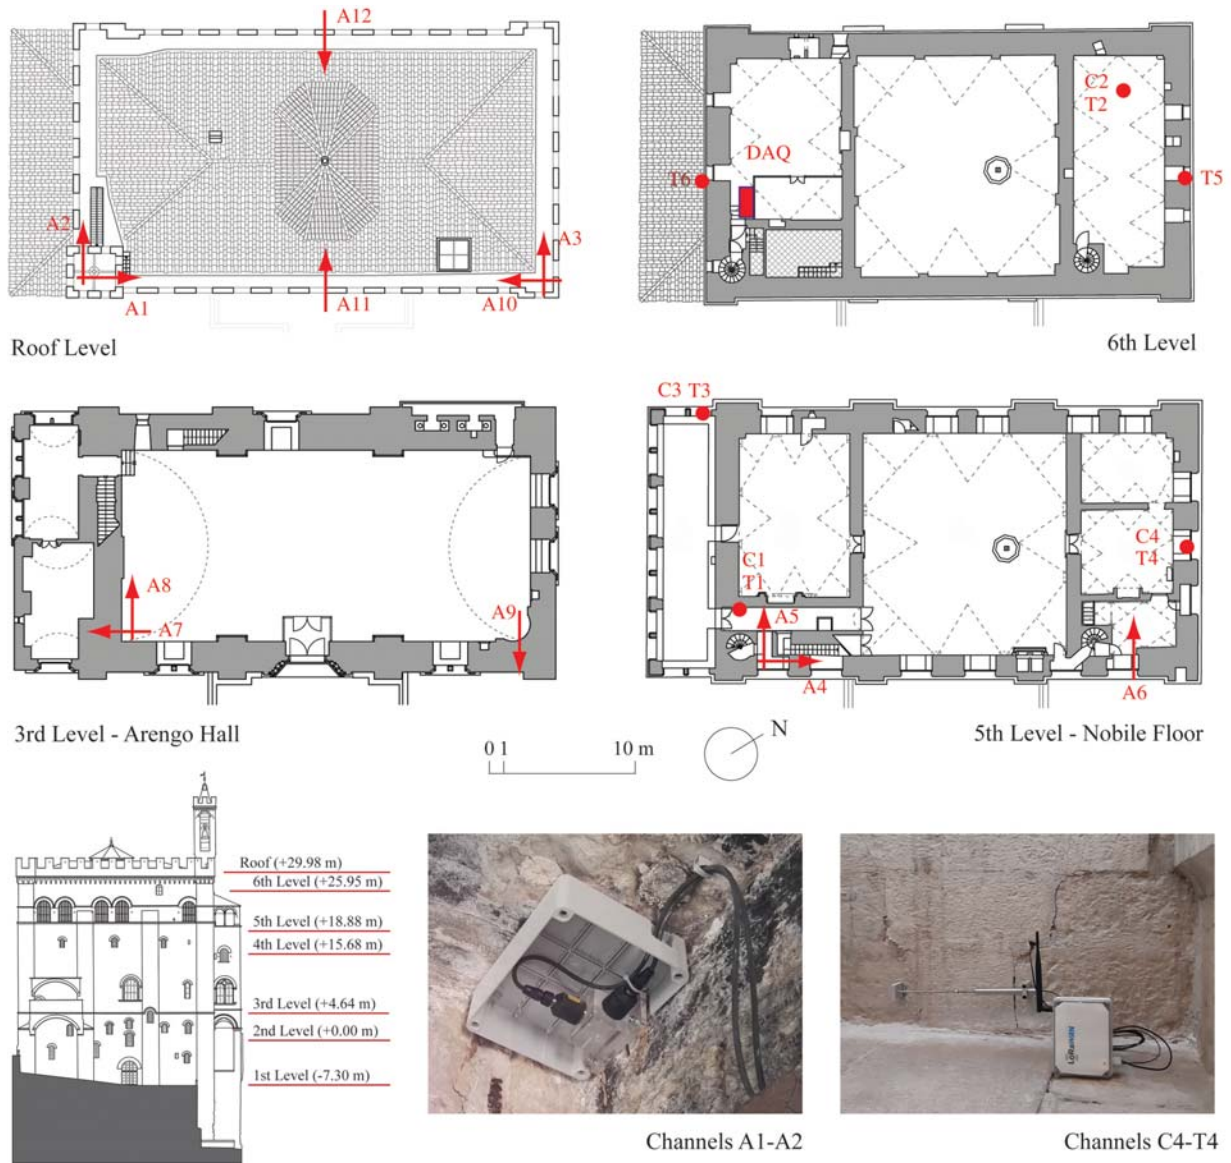 A12
A2
A3
A1
A11
A10
Roof Level
C2
T2
DAQ
T6
T5
6th Level
A8
A7
A9
3rd Level - Arengo Hall
C3 T3
C1
T1
C4
T4
A5
A4
A6
5th Level - Nobile Floor
0 1 10 m
N
Roof (+29.98 m)
6th Level (+25.95 m)
5th Level (+18.88 m)
4th Level (+15.68 m)
3rd Level (+4.64 m)
2nd Level (+0.00 m)
1st Level (-7.30 m)
Channels A1-A2
Channels C4-T4